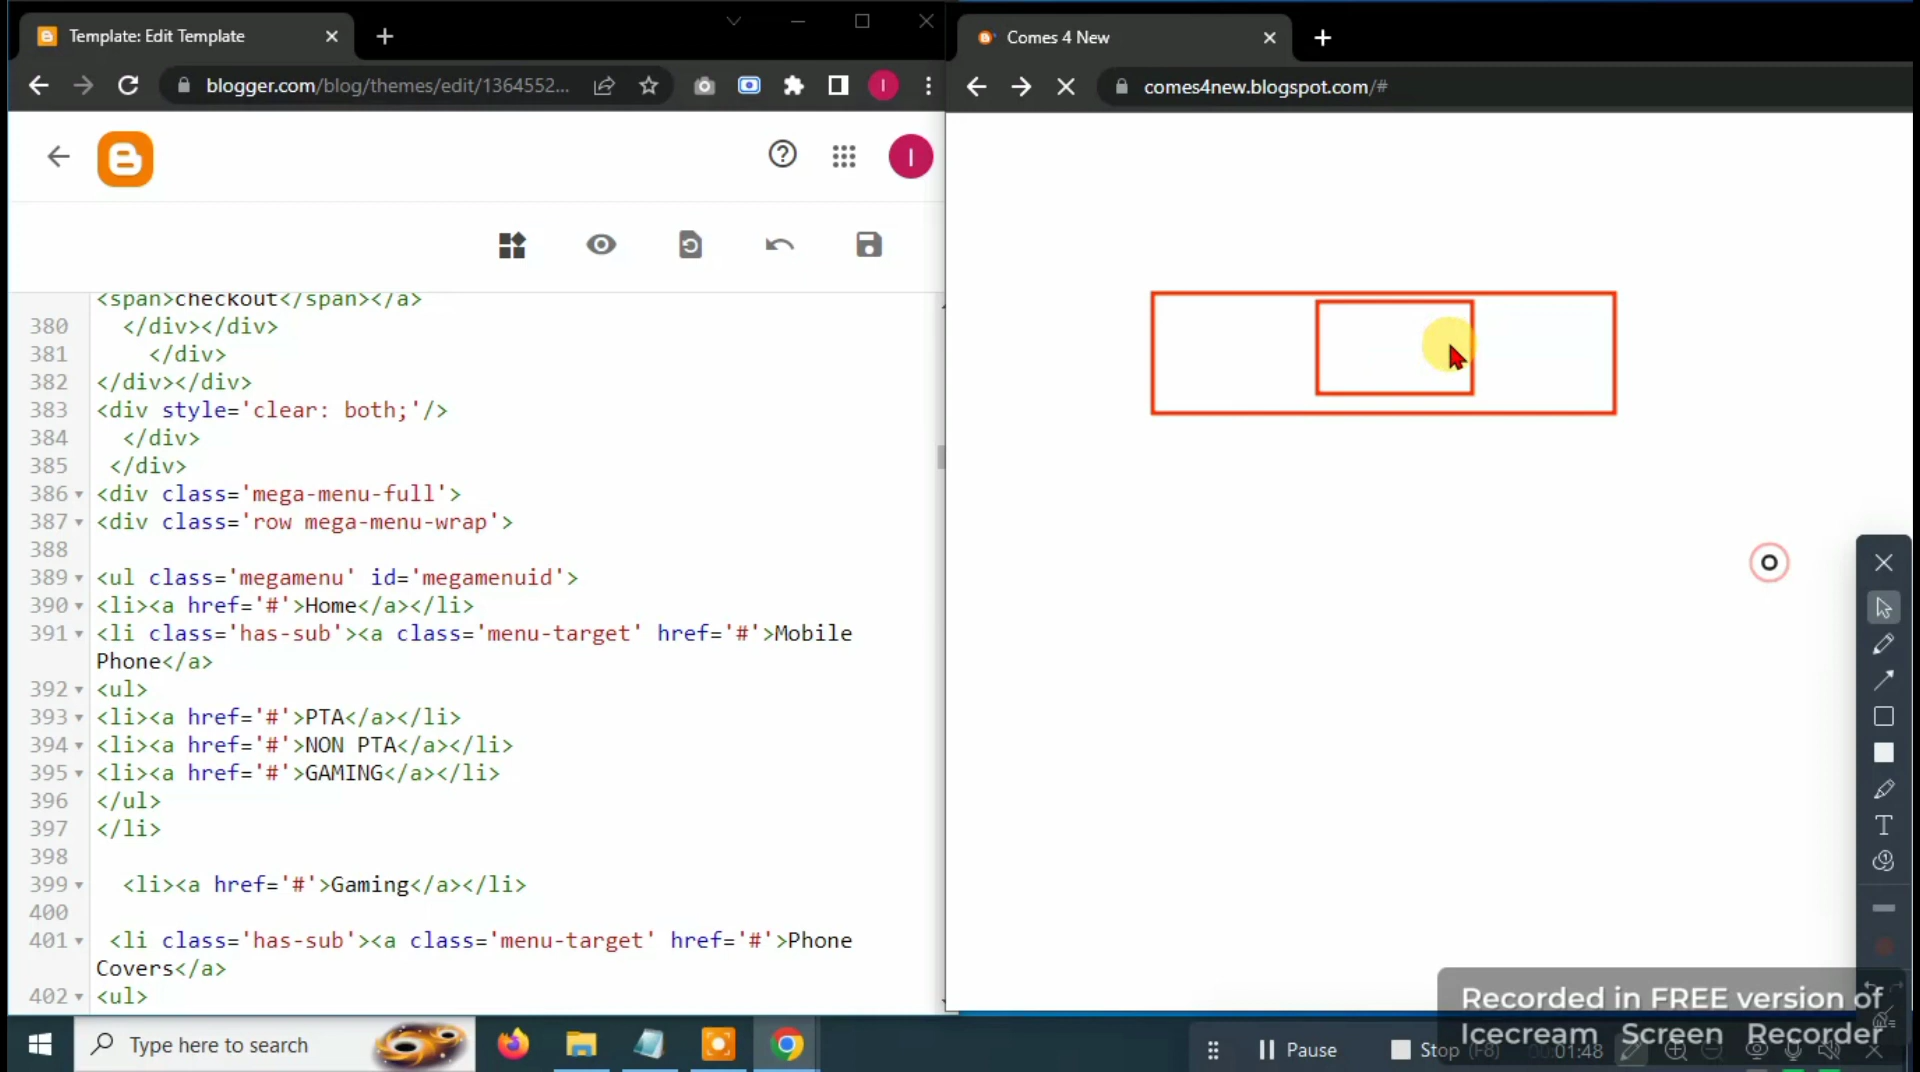 Template: Edit Template
Comes 4 New
blogger.com/blog/themes/edit/1364552...
comes4new.blogspot.com/#
I
I
<span>checkout</span></a>
380 </div></div>
381 </div>
382 </div></div>
383 <div style='clear: both;'/>
384 </div>
385 </div>
386 <div class='mega-menu-full'>
387 <div class='row mega-menu-wrap'>
388
389 <ul class='megamenu' id='megamenuid'>
390 <li><a href='#'>Home</a></li>
391 <li class='has-sub'><a class='menu-target' href='#'>Mobile
Phone</a>
392 <ul>
393 <li><a href='#'>PTA</a></li>
394 <li><a href='#'>NON PTA</a></li>
395 <li><a href='#'>GAMING</a></li>
396 </ul>
397 </li>
398
399 <li><a href='#'>Gaming</a></li>
400
401 <li class='has-sub'><a class='menu-target' href='#'>Phone
Covers</a>
402 <ul>
T
Recorded in FREE version of
Icecream Screen Recorder
Type here to search
Pause
Stop (F8)
00:01:48